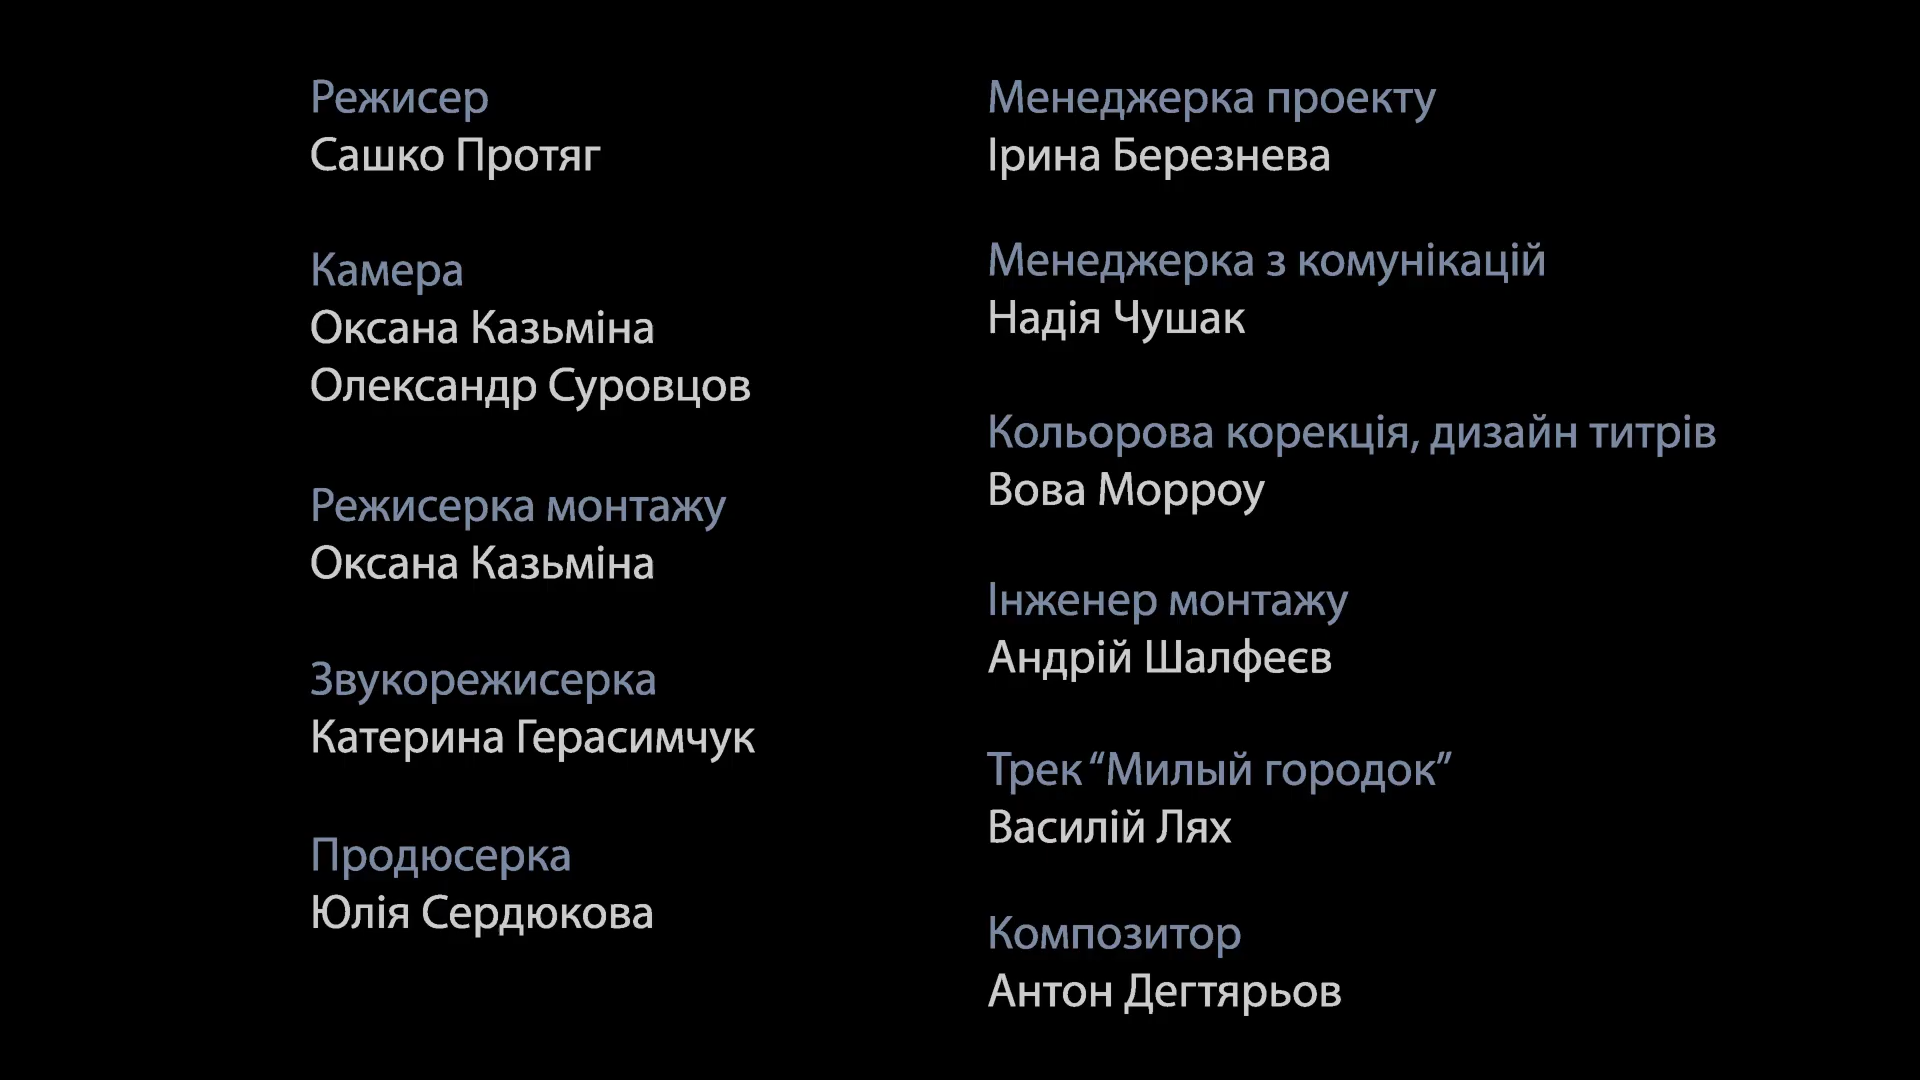 Режисер
Сашко Протяг
Камера
Оксана Казьміна
Олександр Суровцов
Режисерка монтажу
Оксана Казьміна
Звукорежисерка
Катерина Герасимчук
Продюсерка
Юлія Сердюкова
Менеджерка проекту
Ірина Березнева
Менеджерка з комунікацій
Надія Чушак
Кольорова корекція, дизайн титрів
Вова Морроу
Інженер монтажу
Андрій Шалфеєв
Трек “Милый городок”
Василій Лях
Композитор
Антон Дегтярьов